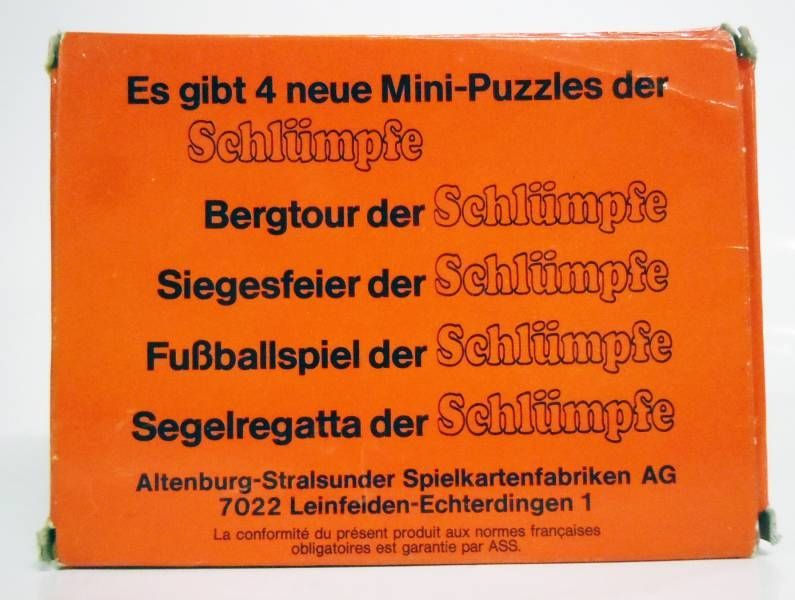 Es gibt 4 neue Mini-Puzzles der
Schlümpfe
Bergtour der Schlümpfe
Siegesfeier der Schlümpfe
Fußballspiel der Schlümpfe
Segelregatta der Schlümpfe
Altenburg-Stralsunder Spielkartenfabriken AG
7022 Leinfelden-Echterdingen 1
La conformité du présent produit aux normes françaises
obligatoires est garantie par ASS.